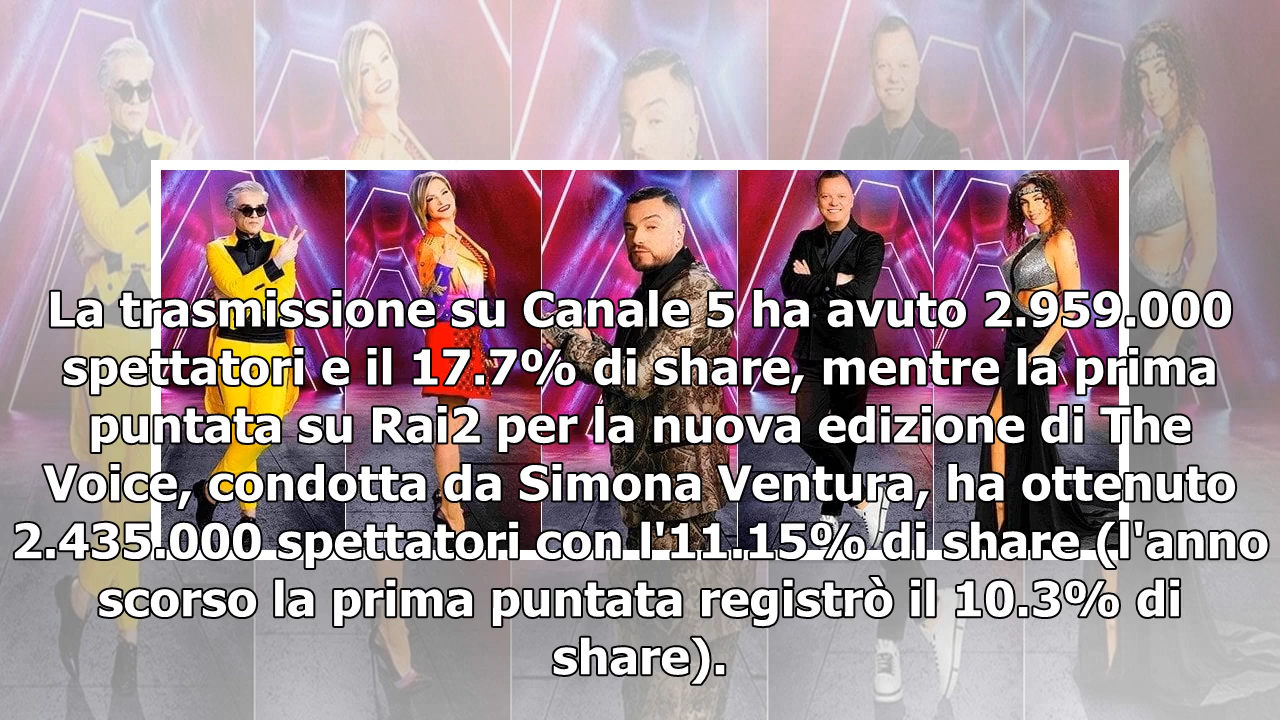 La trasmissione su Canale 5 ha avuto 2.959.000
spettatori e il 17.7% di share, mentre la prima
puntata su Rai2 per la nuova edizione di The
Voice, condotta da Simona Ventura, ha ottenuto
2.435.000 spettatori con l'11.15% di share (l'anno
scorso la prima puntata registrò il 10.3% di
share).